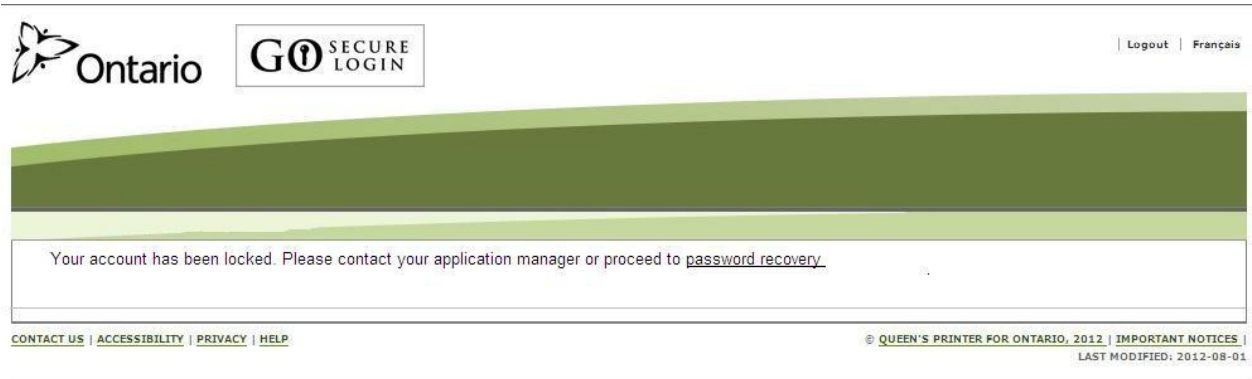 Ontario
GO SECURE LOGIN
| Logout | Français
Your account has been locked. Please contact your application manager or proceed to password recovery .
CONTACT US | ACCESSIBILITY | PRIVACY | HELP
© QUEEN'S PRINTER FOR ONTARIO, 2012 | IMPORTANT NOTICES |
LAST MODIFIED: 2012-08-01